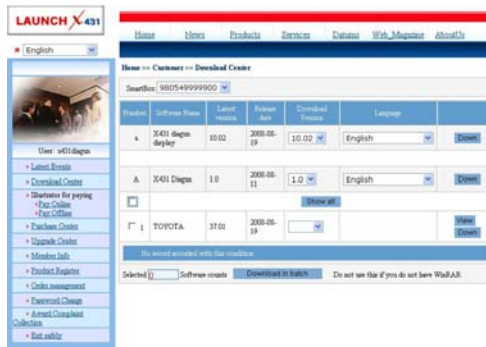 LAUNCH X-431
English
Home News Products Services Datums Web_Magazine AboutUs
Home >> Customer >> Download Center
SmartBox 980549999900
Number Software Name Latest version Release date Download Version Language
X431 diagun display 10.02 2008-08-19 10.02 English Down
A X431 Diagun 1.0 2008-08-11 1.0 English Down
Show all
1 TOYOTA 37.01 2008-08-19 View Down
No record accorded with this condition
Selected 0 Software counts Download in batch Do not use this if you do not have WinRAR.
User: x431diagun
Latest Events
Download Center
Illustrator for paying
Pay Online
Pay Offline
Purchase Center
Upgrade Center
Member Info
Product Register
Order management
Password Change
Award Complaint
Collection
Exit safely